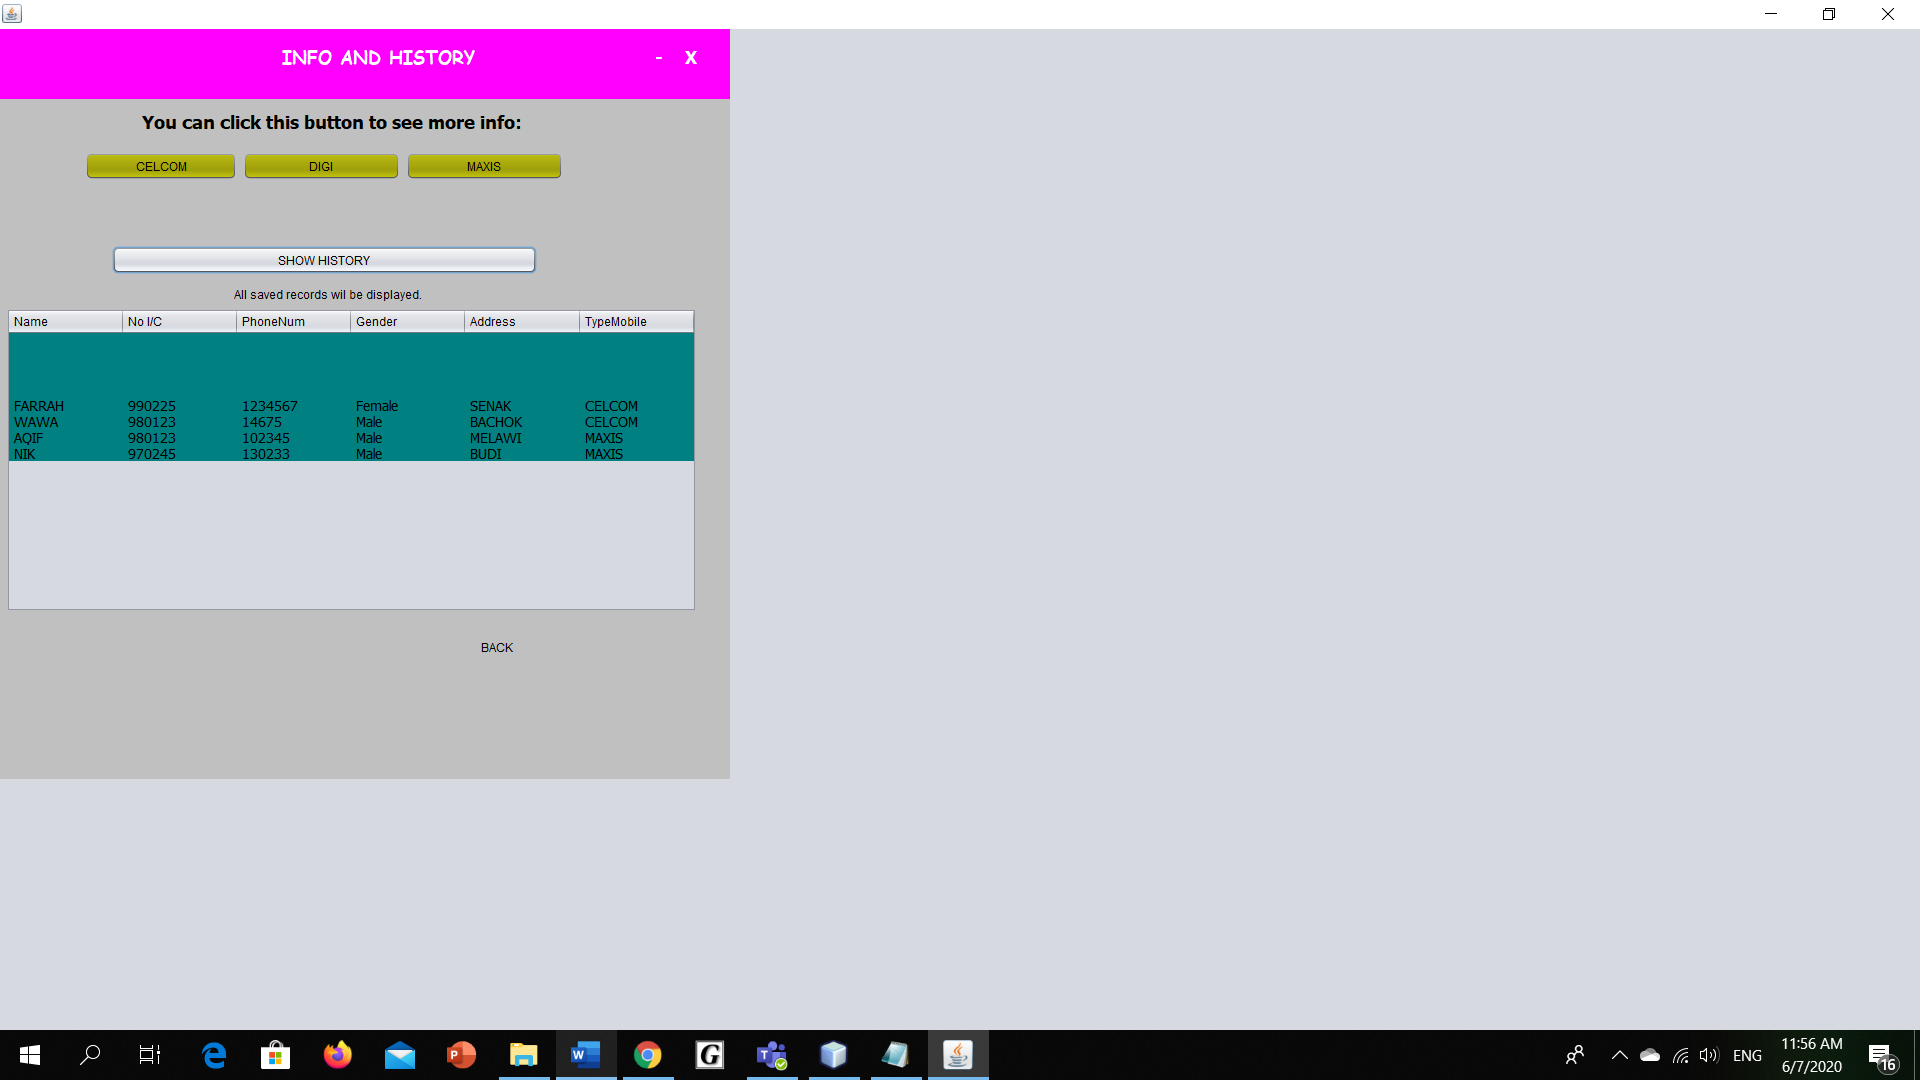 INFO AND HISTORY - X
You can click this button to see more info:
CELCOM DIGI MAXIS
SHOW HISTORY
All saved records wil be displayed.
Name No I/C PhoneNum Gender Address TypeMobile
FARRAH 990225 1234567 Female SENAK CELCOM
WAWA 980123 14675 Male BACHOK CELCOM
AQIF 980123 102345 Male MELAWI MAXIS
NIK 970245 130233 Male BUDI MAXIS
BACK
ENG
11:56 AM
6/7/2020
16